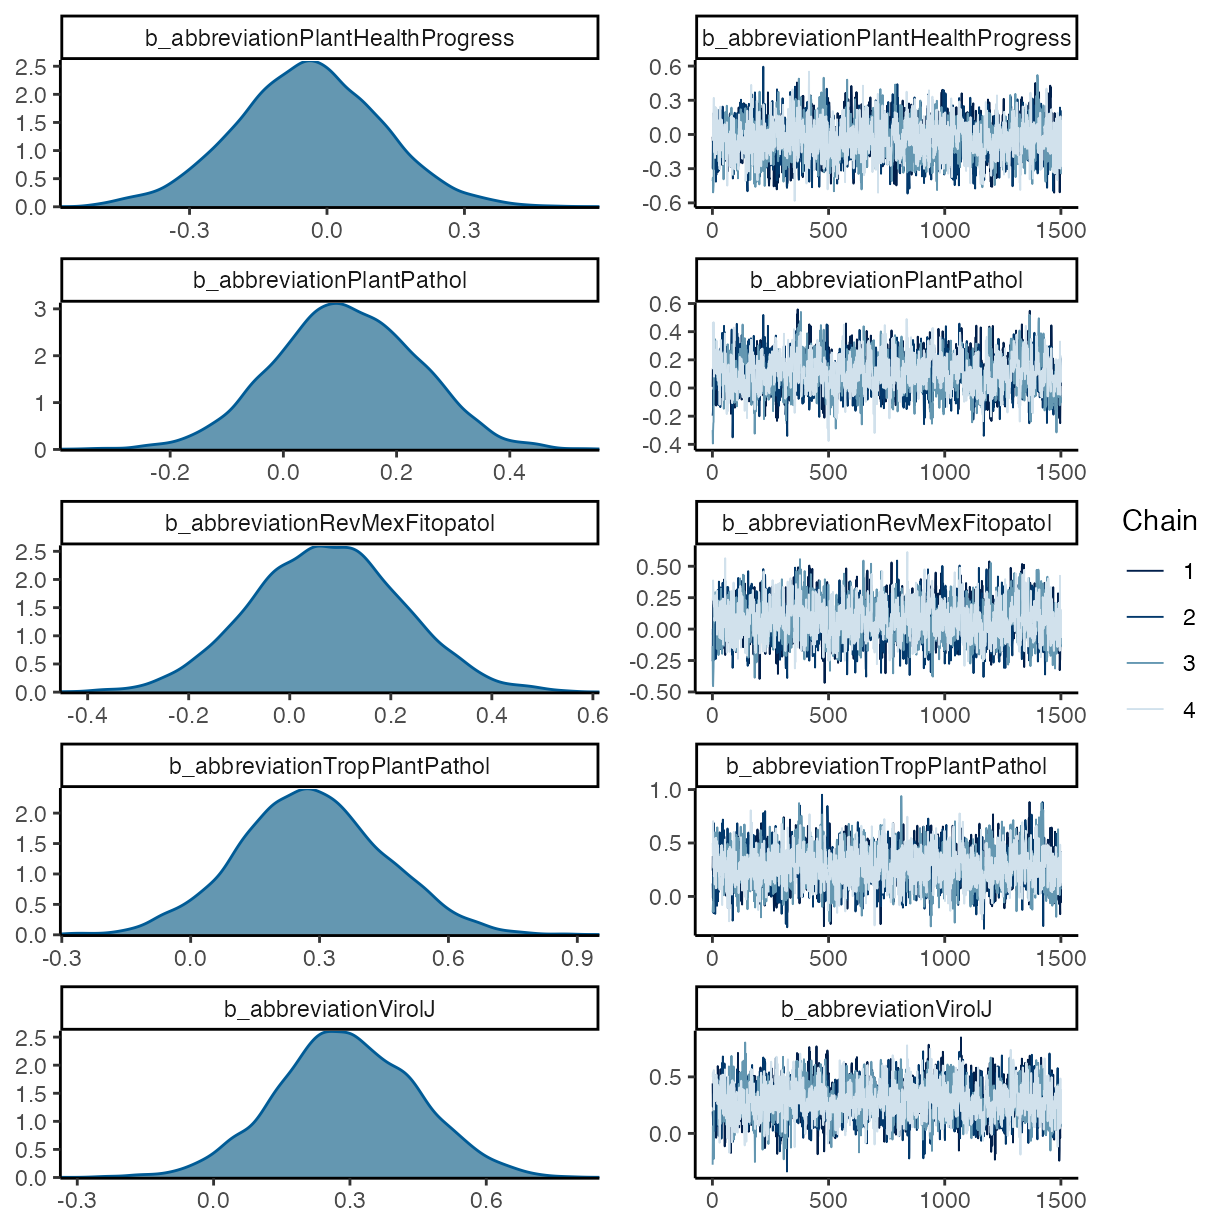 b_abbreviationPlantHealthProgress
2.5
2.0
1.5
1.0
0.5
0.0
-0.3 0.0 0.3
b_abbreviationPlantHealthProgress
0.6
0.3
0.0
-0.3
-0.6
0 500 1000 1500
b_abbreviationPlantPathol
3
2
1
0
-0.2 0.0 0.2 0.4
b_abbreviationPlantPathol
0.6
0.4
0.2
0.0
-0.2
-0.4
0 500 1000 1500
b_abbreviationRevMexFitopatol
2.5
2.0
1.5
1.0
0.5
0.0
-0.4 -0.2 0.0 0.2 0.4 0.6
b_abbreviationRevMexFitopatol
0.50
0.25
0.00
-0.25
-0.50
0 500 1000 1500
b_abbreviationTropPlantPathol
2.0
1.5
1.0
0.5
0.0
-0.3 0.0 0.3 0.6 0.9
b_abbreviationTropPlantPathol
1.0
0.5
0.0
0 500 1000 1500
b_abbreviationVirolJ
2.5
2.0
1.5
1.0
0.5
0.0
-0.3 0.0 0.3 0.6
b_abbreviationVirolJ
0.5
0.0
0 500 1000 1500
Chain
1
2
3
4